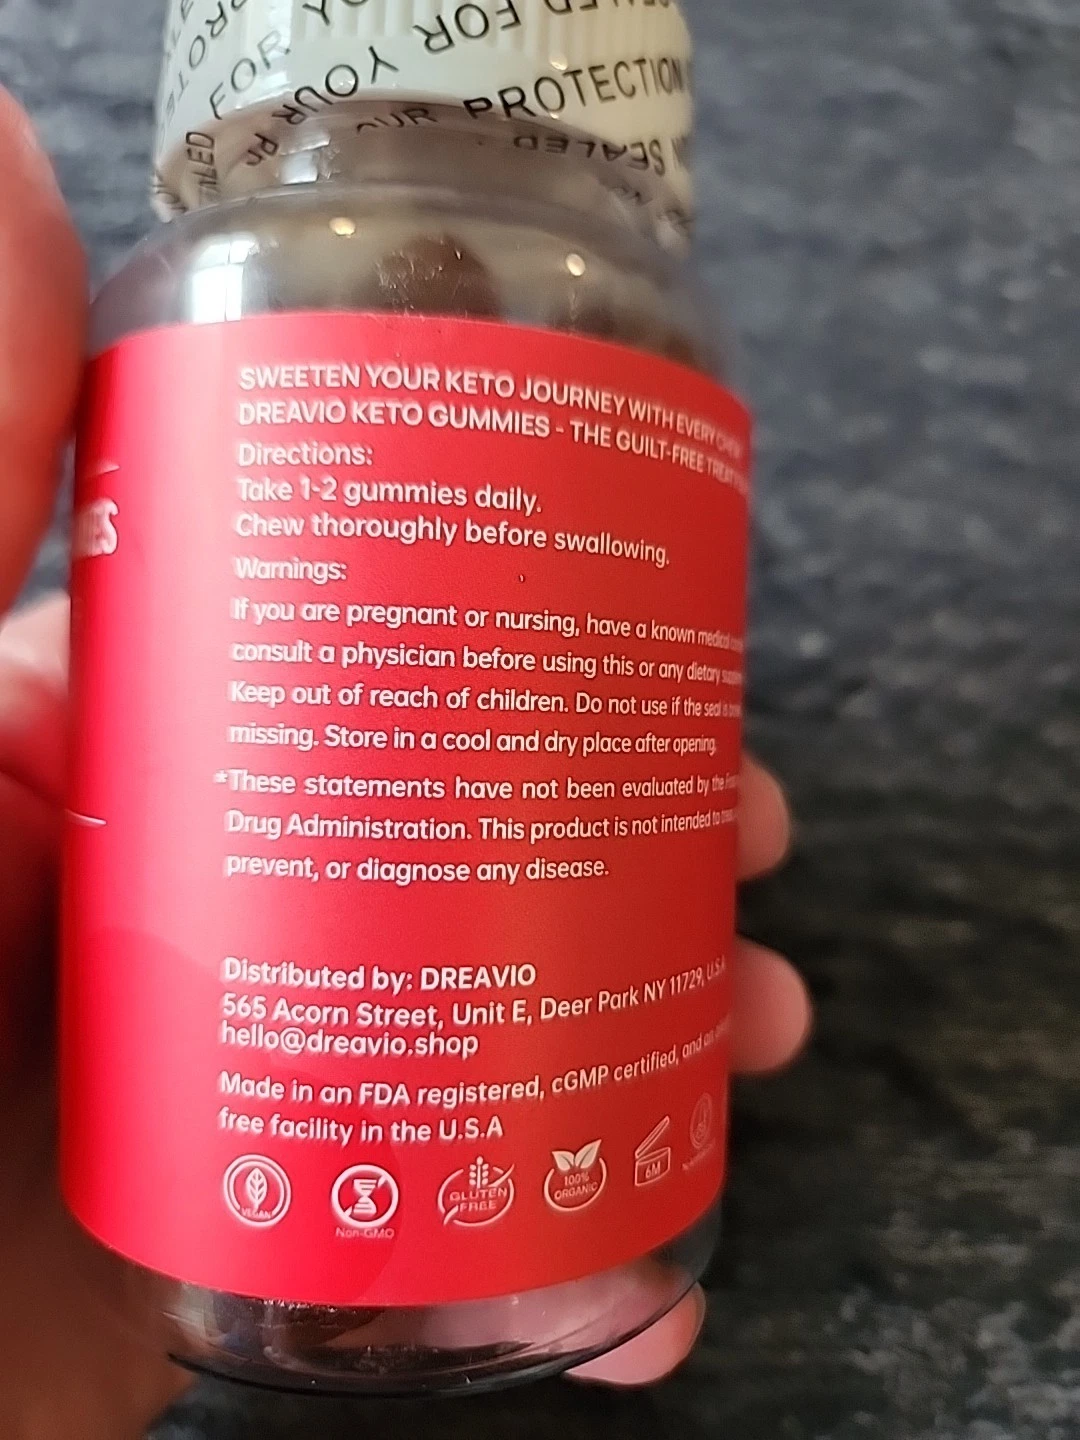 FOR
YOUR
FOR
PROTECTION
SEALED
SWEETEN YOUR KETO JOURNEY WITH EVERY CHEW
DREAVIO KETO GUMMIES - THE GUILT-FREE TREAT
Directions:
Take 1-2 gummies daily.
Chew thoroughly before swallowing.
Warnings:
If you are pregnant or nursing, have a known medical
consult a physician before using this or any dietary
Keep out of reach of children. Do not use if the seal is
missing. Store in a cool and dry place after opening.
*These statements have not been evaluated by the
Drug Administration. This product is not intended to
prevent, or diagnose any disease.
Distributed by: DREAVIO
565 Acorn Street, Unit E, Deer Park NY 11729, U.S.A
hello@dreavio.shop
Made in an FDA registered, cGMP certified, and
free facility in the U.S.A
VEGAN
Non-GMO
GLUTEN
FREE
100%
ORGANIC
6M